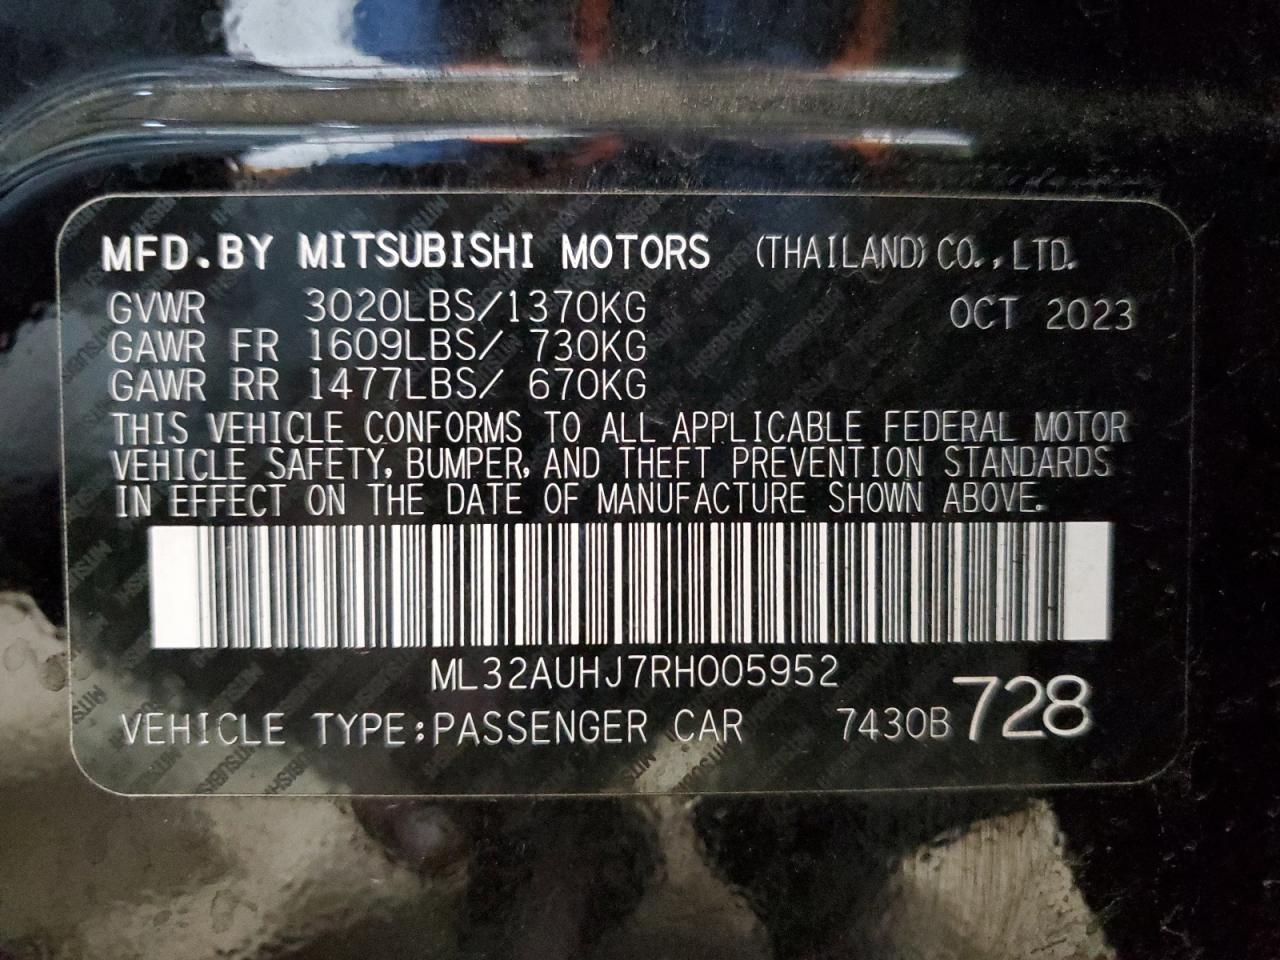 MFD.BY MITSUBISHI MOTORS (THAILAND) CO.,LTD.
GVWR 3020LBS/1370KG OCT 2023
GAWR FR 1609LBS/ 730KG
GAWR RR 1477LBS/ 670KG
THIS VEHICLE CONFORMS TO ALL APPLICABLE FEDERAL MOTOR
VEHICLE SAFETY, BUMPER, AND THEFT PREVENTION STANDARDS
IN EFFECT ON THE DATE OF MANUFACTURE SHOWN ABOVE.
ML32AUHJ7RH005952
VEHICLE TYPE:PASSENGER CAR 7430B 728